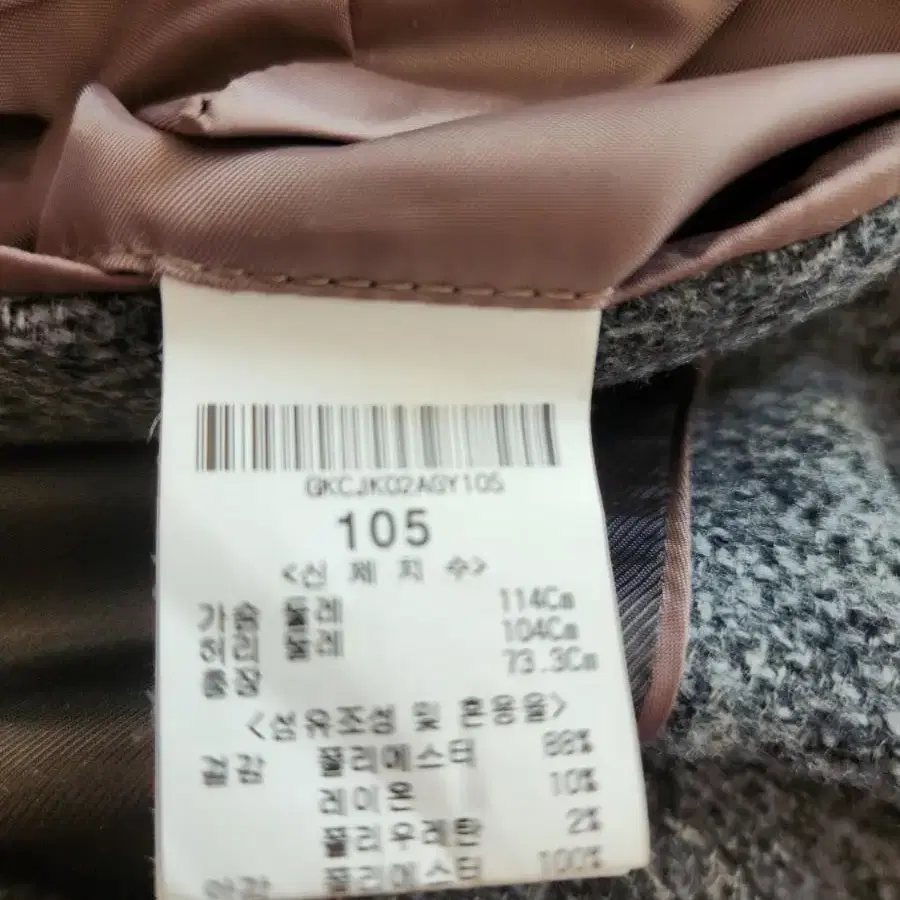 GKCJK02AGY105
105
<신 체 치 수>
가슴 둘레 114Cm
허리 둘레 104Cm
총장 73.3Cm
<섬유조성 및 혼용율>
겉감 폴리에스터 88%
레이온 10%
폴리우레탄 2%
안감 폴리에스터 100%